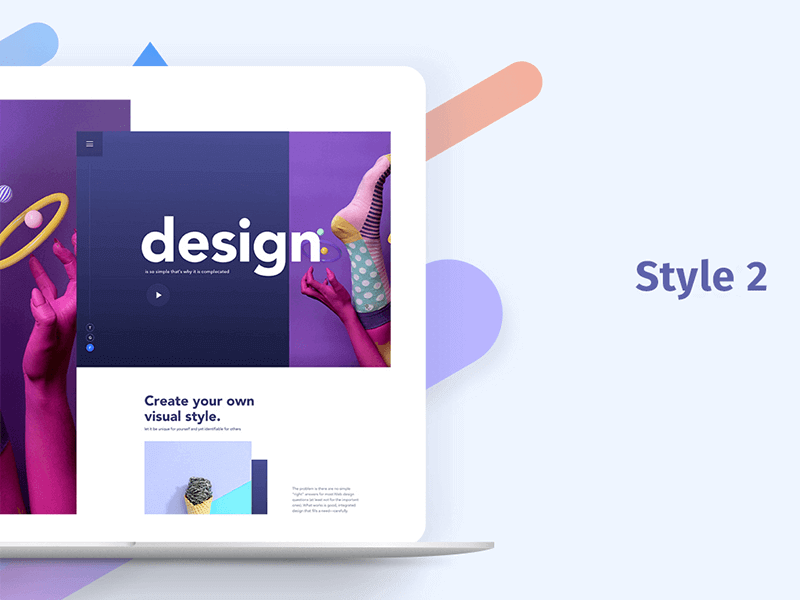 design
is so simple that's why it is complecated
Create your own
visual style.
let it be unique for yourself and yet identifiable for others.
The problem is there are no simple
"right" answers for most Web design
questions (at least not for the important
ones). What works is good, integrated
design that fills a need—carefully
Style 2